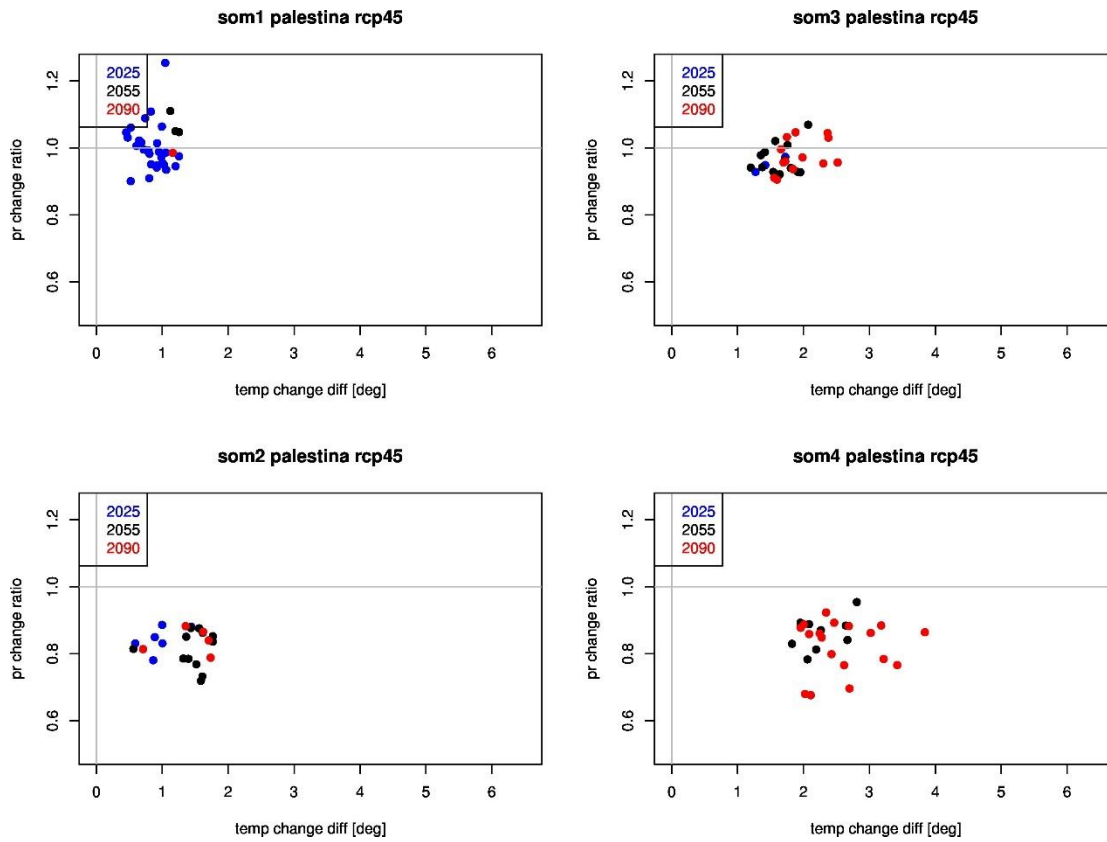 som1 palestina rcp45
2025
2055
2090
pr change ratio
1.2
1.0
0.8
0.6
0 1 2 3 4 5 6
temp change diff [deg]
som3 palestina rcp45
2025
2055
2090
pr change ratio
1.2
1.0
0.8
0.6
0 1 2 3 4 5 6
temp change diff [deg]
som2 palestina rcp45
2025
2055
2090
pr change ratio
1.2
1.0
0.8
0.6
0 1 2 3 4 5 6
temp change diff [deg]
som4 palestina rcp45
2025
2055
2090
pr change ratio
1.2
1.0
0.8
0.6
0 1 2 3 4 5 6
temp change diff [deg]